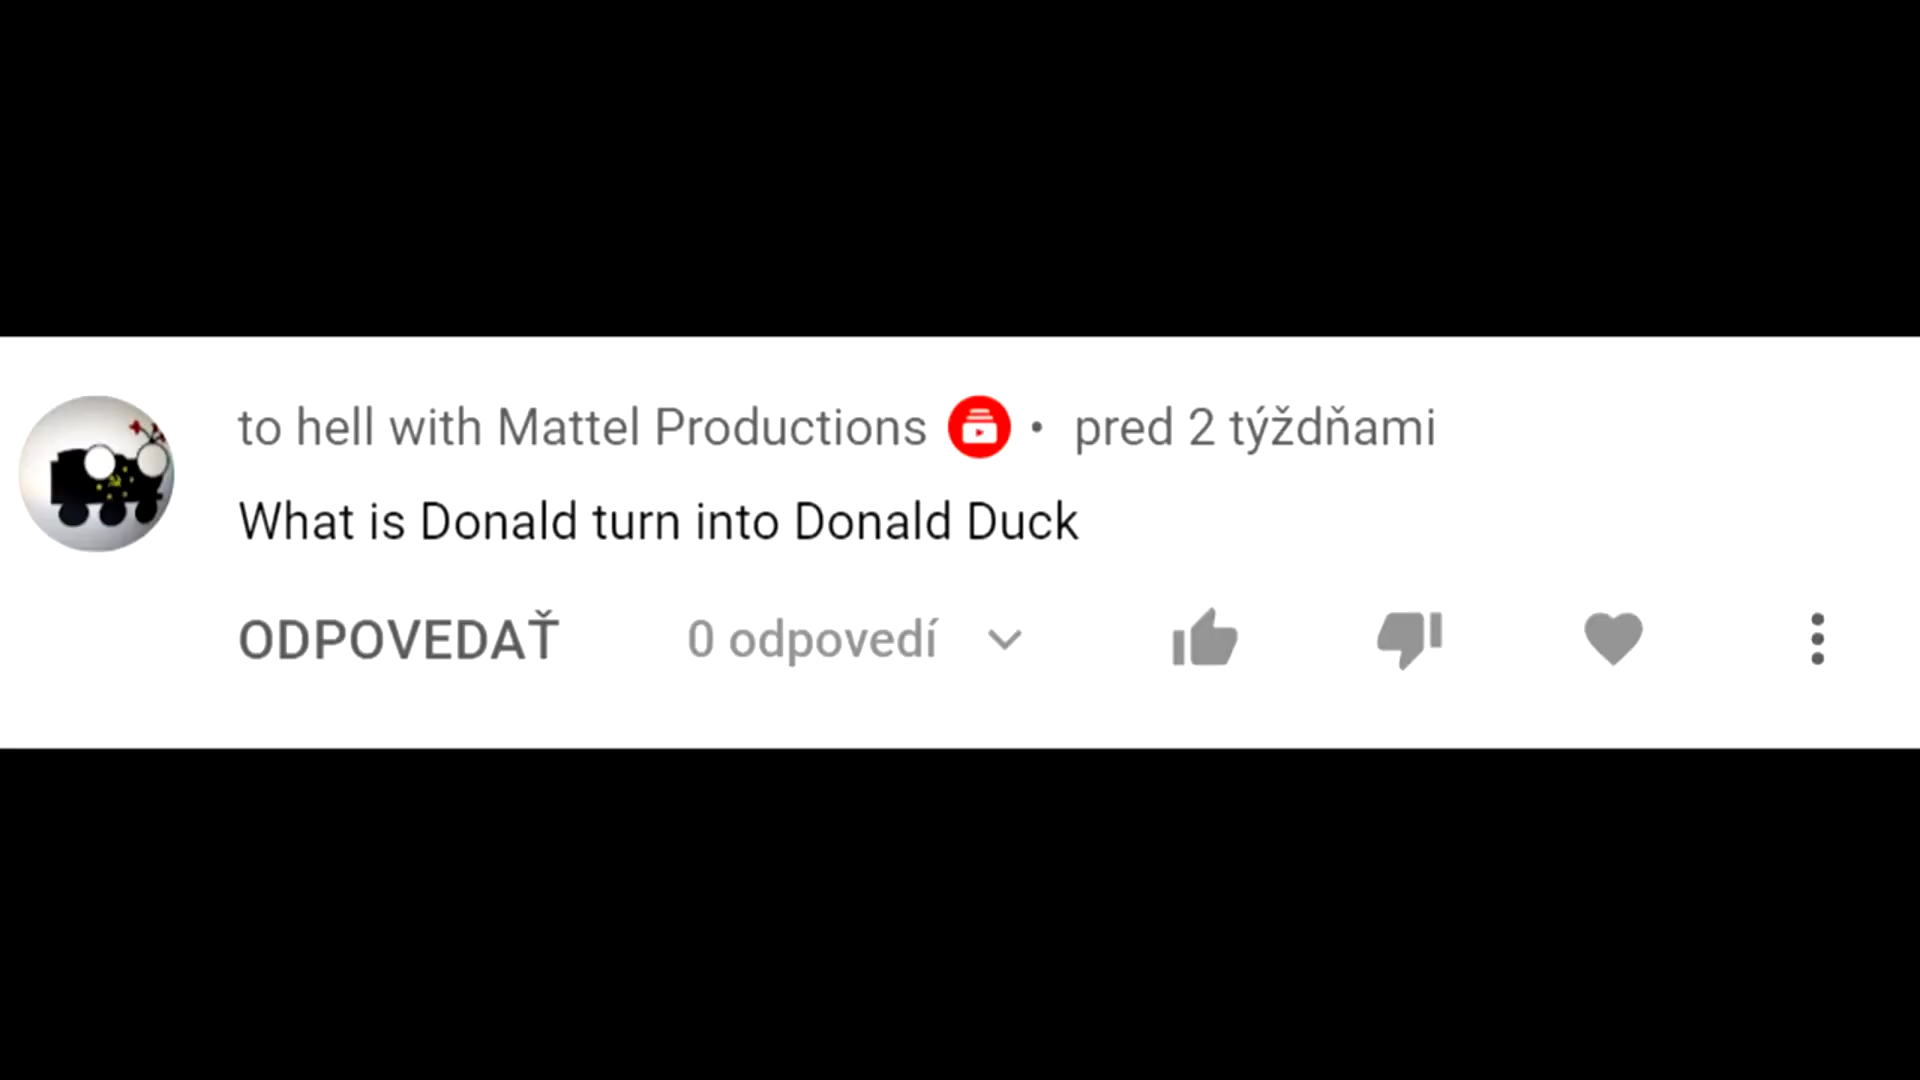 to hell with Mattel Productions • pred 2 týždňami
What is Donald turn into Donald Duck
ODPOVEDAŤ 0 odpovedí